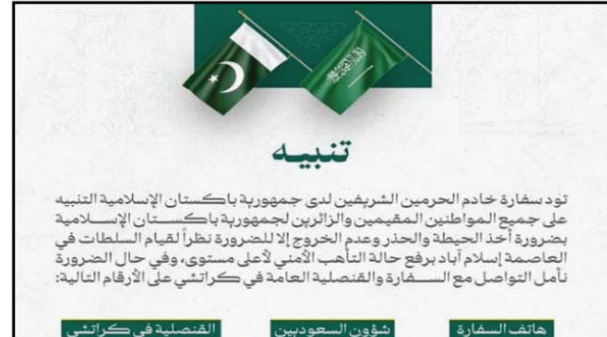 تنبيه
تود سفارة خادم الحرمين الشريفين لدى جمهورية باكستان الإسلامية التنبيه
على جميع المواطنين المقيمين والزائرين لجمهورية باكستان الإسلامية
بضرورة أخذ الحيطة والحذر وعدم الخروج إلا للضرورة نظراً لقيام السلطات في
العاصمة إسلام آباد برفع حالة التأهب الأمني لأعلى مستوى، وفي حال الضرورة
نأمل التواصل مع السفارة والقنصلية العامة في كراتشي على الأرقام التالية:
هاتف السفارة شؤون السعوديين القنصلية في كراتشي